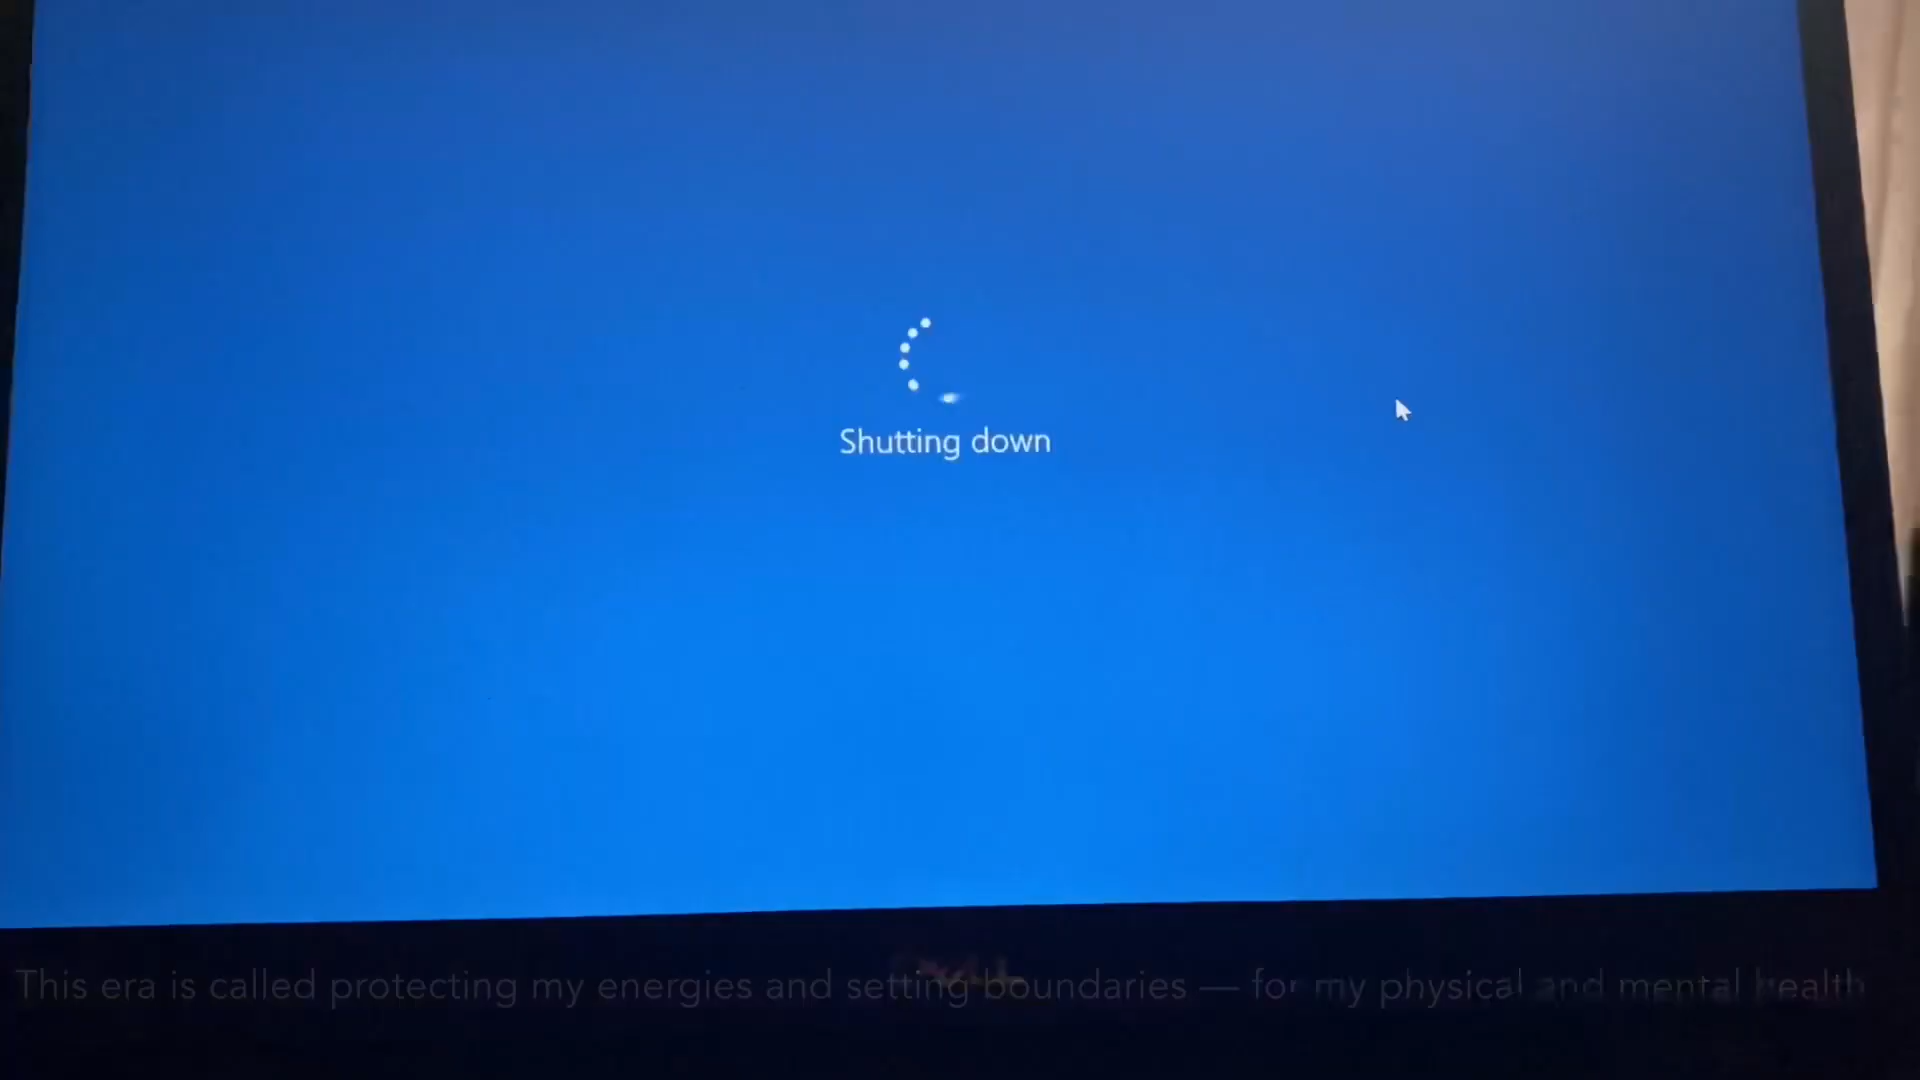 Shutting down
This era is called protecting my energies and setting boundaries — for my physical and mental health